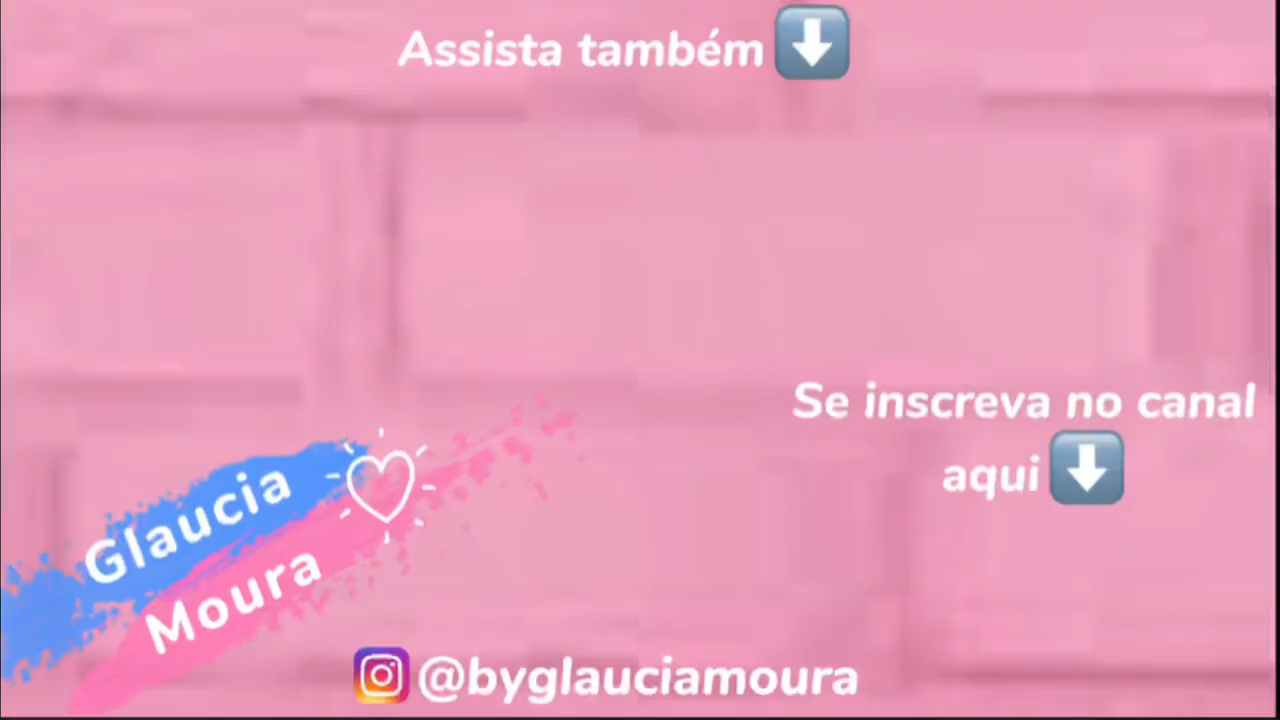 Assista também ⬇️
Se inscreva no canal
aqui ⬇️
Glaucia
Moura
@byglauciamoura